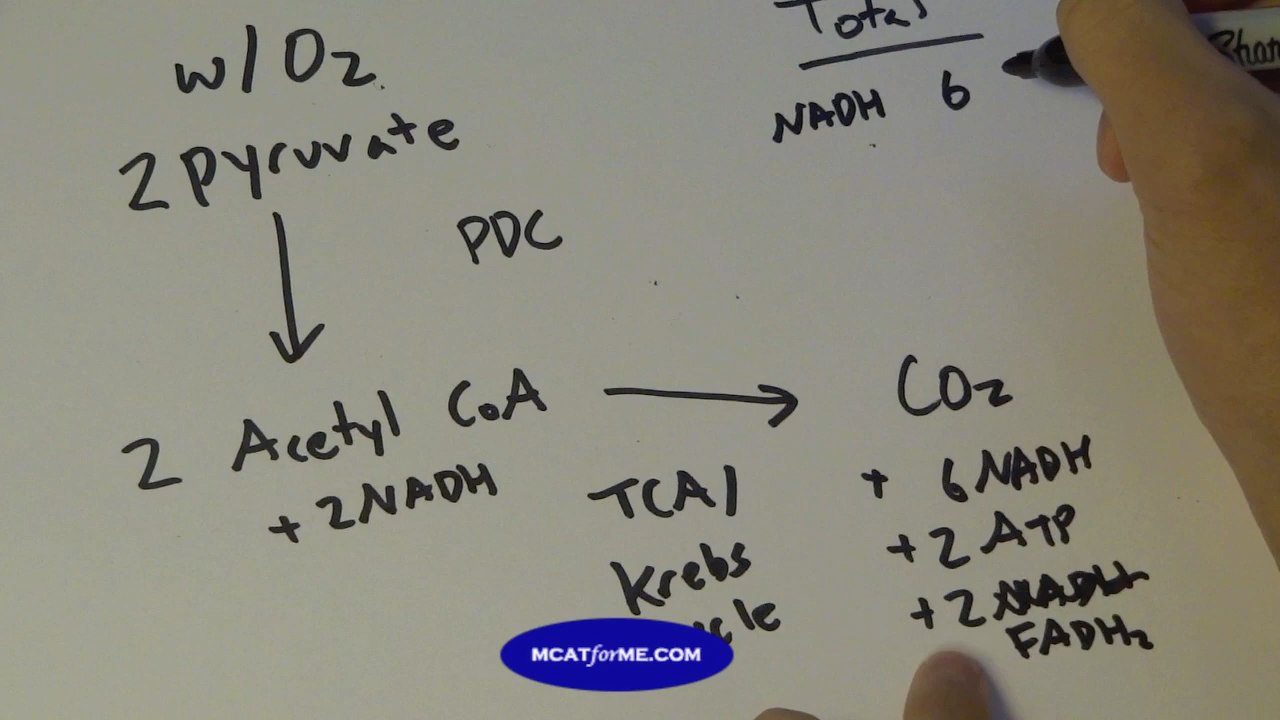 w/ O2
2 pyruvate
PDC
2 Acetyl CoA
+ 2 NADH
TCA/
Krebs
CO2
+ 6 NADH
+ 2 ATP
+ 2
FADH2
Total
NADH 6
Shar
MCATforME.COM